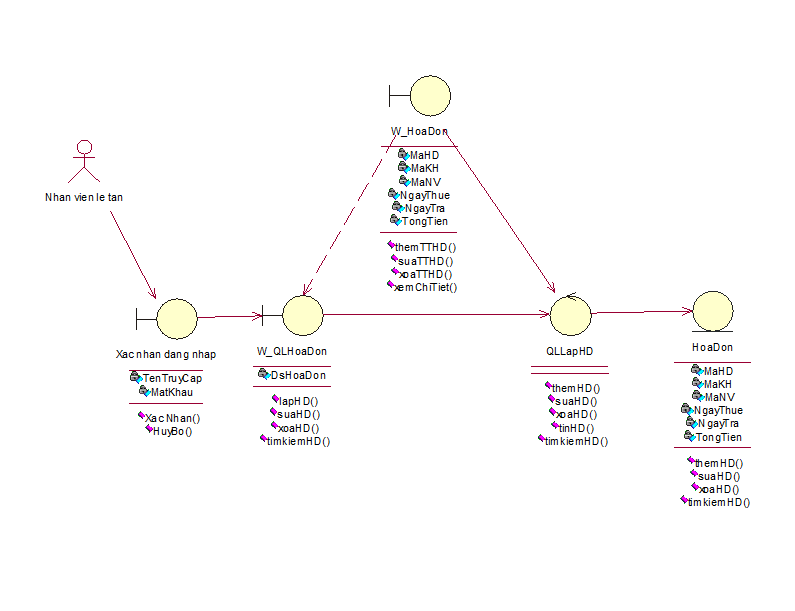 W_HoaDon
MaHD
MaKH
MaNV
NgayThue
NgayTra
TongTien
themTTHD()
suaTTHD()
xoaTTHD()
xemChiTiet()
Nhan vien le tan
Xac nhan dang nhap
TenTruyCap
MatKhau
XacNhan()
HuyBo()
W_QLHoaDon
DsHoaDon
lapHD()
suaHD()
xoaHD()
timkiemHD()
QLLapHD
themHD()
suaHD()
xoaHD()
tinHD()
timkiemHD()
HoaDon
MaHD
MaKH
MaNV
NgayThue
NgayTra
TongTien
themHD()
suaHD()
xoaHD()
timkiemHD()